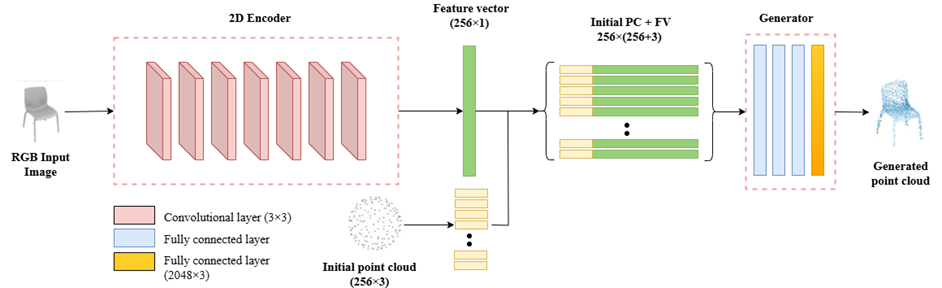 2D Encoder
Feature vector
(256×1)
Initial PC + FV
256×(256+3)
Generator
RGB Input
Image
Generated
point cloud
Convolutional layer (3×3)
Fully connected layer
Fully connected layer
(2048×3)
Initial point cloud
(256×3)